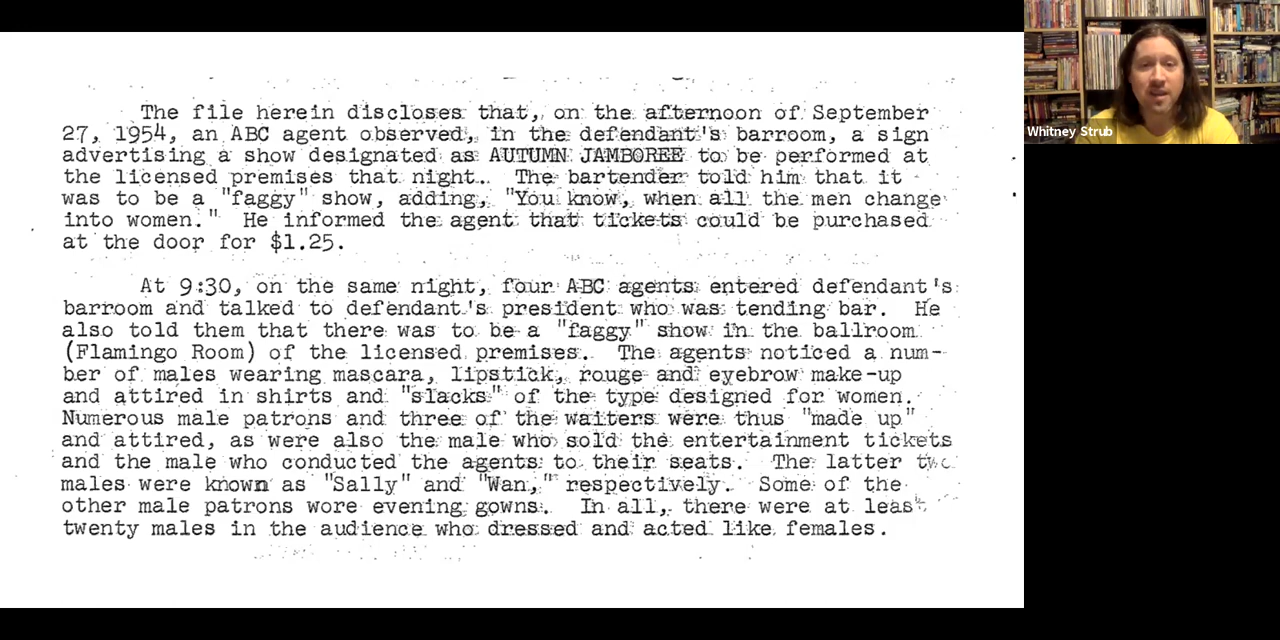 The file herein discloses that, on the afternoon of September
27, 1954, an ABC agent observed, in the defendant's barroom, a sign
advertising a show designated as AUTUMN JAMBOREE to be performed at
the licensed premises that night. The bartender told him that it
was to be a "faggy" show, adding, "You know, when all the men change
into women." He informed the agent that tickets could be purchased
at the door for $1.25.
At 9:30, on the same night, four ABC agents entered defendant's
barroom and talked to defendant's president who was tending bar. He
also told them that there was to be a "faggy" show in the ballroom
(Flamingo Room) of the licensed premises. The agents noticed a num-
ber of males wearing mascara, lipstick, rouge and eyebrow make-up
and attired in shirts and "slacks" of the type designed for women.
Numerous male patrons and three of the waiters were thus "made up"
and attired, as were also the male who sold the entertainment tickets
and the male who conducted the agents to their seats. The latter two
males were known as "Sally" and "Wan," respectively. Some of the
other male patrons wore evening gowns. In all, there were at least
twenty males in the audience who dressed and acted like females.
Whitney Strub